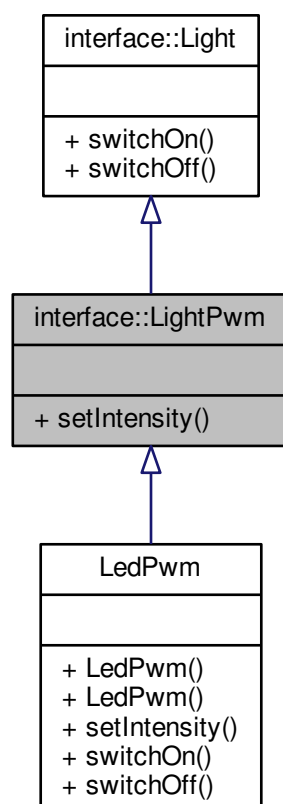 interface::Light
+ switchOn()
+ switchOff()
interface::LightPwm
+ setIntensity()
LedPwm
+ LedPwm()
+ LedPwm()
+ setIntensity()
+ switchOn()
+ switchOff()